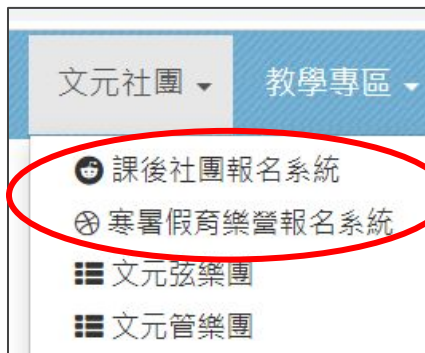 文元社團 教學專區
課後社團報名系統
寒暑假育樂營報名系統
文元弦樂團
文元管樂團